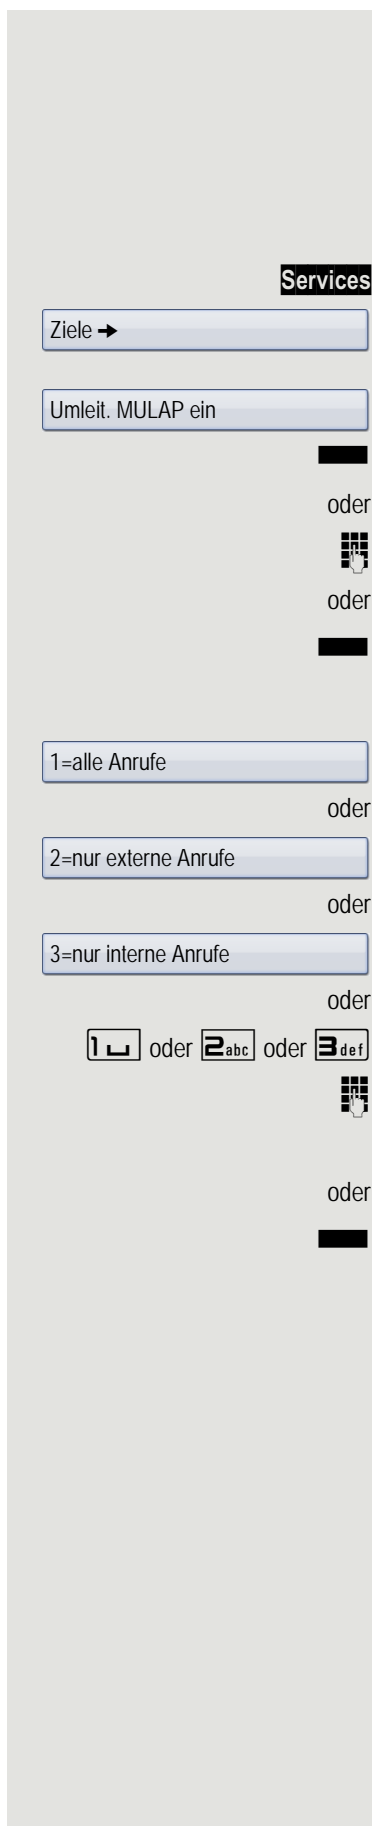 Services
Ziele →
Umleit. MULAP ein
oder
oder
1=alle Anrufe
oder
2=nur externe Anrufe
oder
3=nur interne Anrufe
oder
1 oder 2abc oder 3def
oder